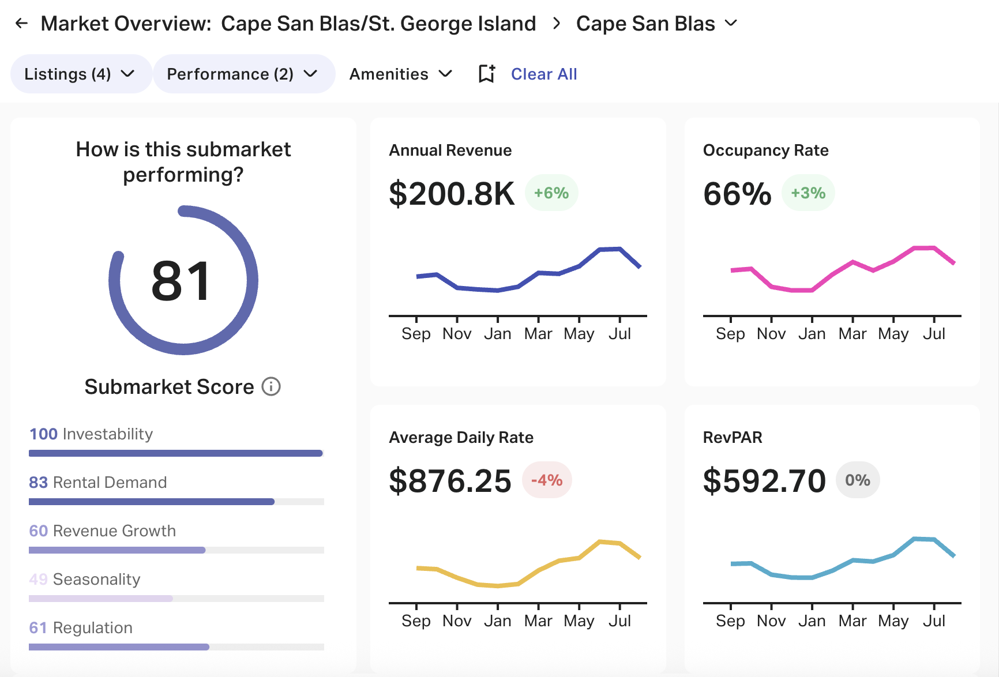 Market Overview: Cape San Blas/St. George Island > Cape San Blas
Listings (4) Performance (2) Amenities Clear All
How is this submarket
performing?
81
Submarket Score
100 Investability
83 Rental Demand
60 Revenue Growth
49 Seasonality
61 Regulation
Annual Revenue
$200.8K +6%
Sep Nov Jan Mar May Jul
Occupancy Rate
66% +3%
Sep Nov Jan Mar May Jul
Average Daily Rate
$876.25 -4%
Sep Nov Jan Mar May Jul
RevPAR
$592.70 0%
Sep Nov Jan Mar May Jul